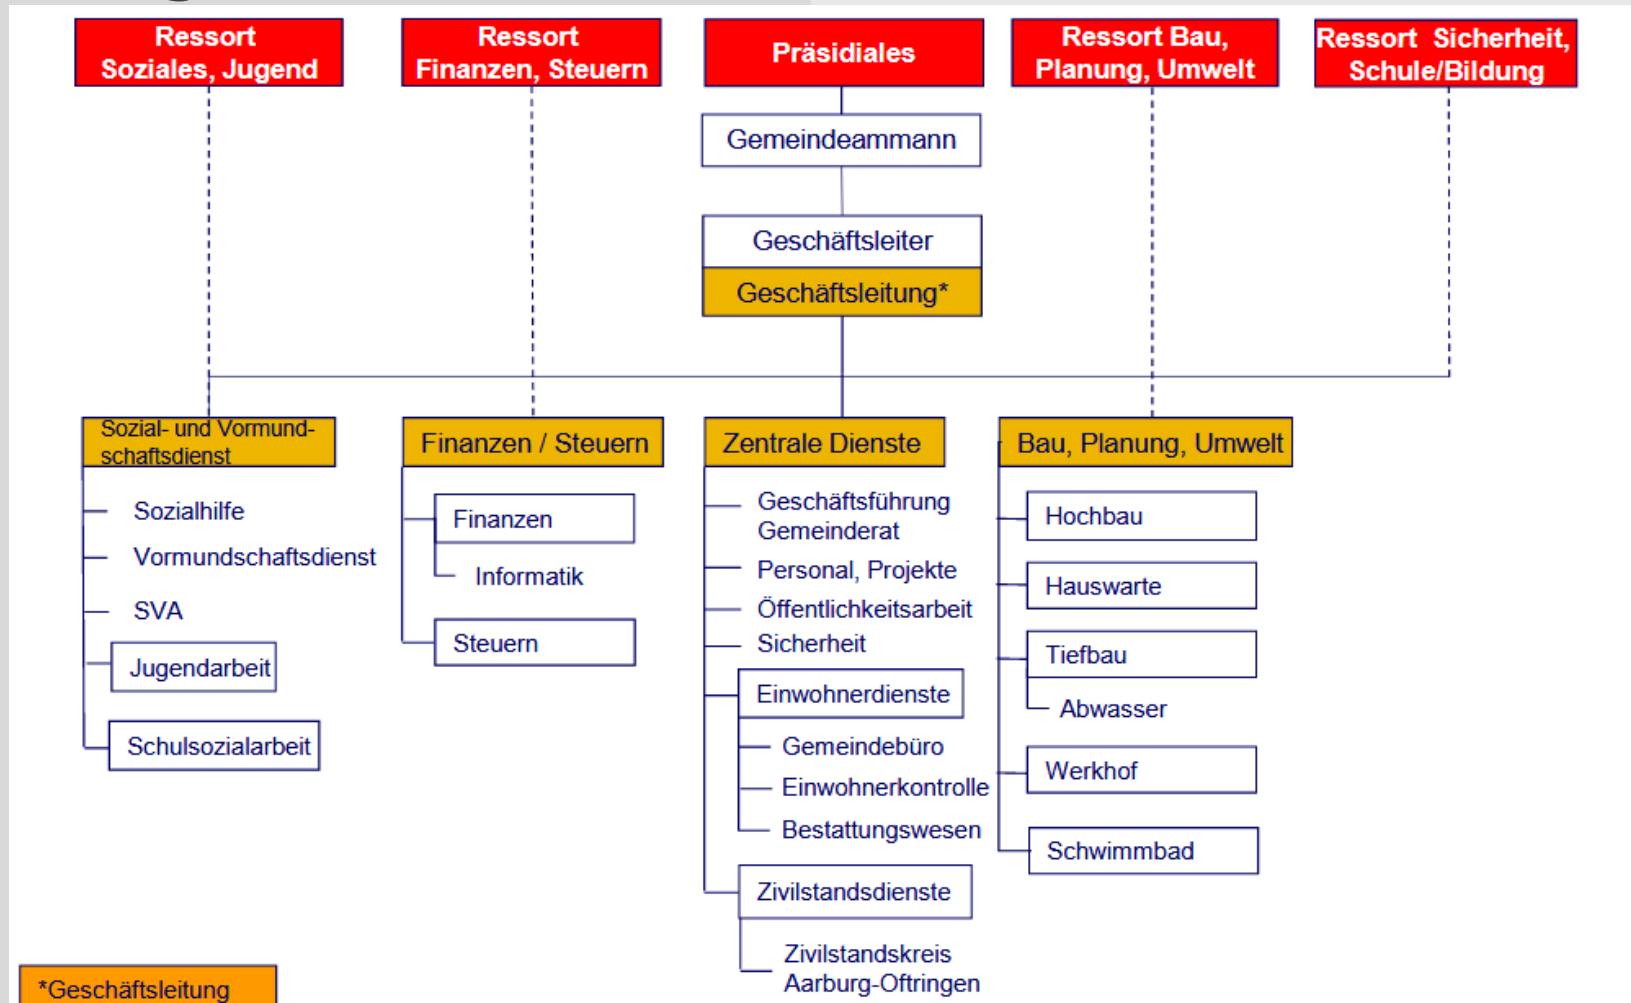 Ressort
Soziales, Jugend
Ressort
Finanzen, Steuern
Präsidiales
Ressort Bau,
Planung, Umwelt
Ressort Sicherheit,
Schule/Bildung
Gemeindeammann
Geschäftsleiter
Geschäftsleitung*
Sozial- und Vormund-
schaftsdienst
Sozialhilfe
Vormundschaftsdienst
SVA
Jugendarbeit
Schulsozialarbeit
Finanzen / Steuern
Finanzen
Informatik
Steuern
Zentrale Dienste
Geschäftsführung
Gemeinderat
Personal, Projekte
Öffentlichkeitsarbeit
Sicherheit
Einwohnerdienste
Gemeindebüro
Einwohnerkontrolle
Bestattungswesen
Zivilstandsdienste
Zivilstandskreis
Aarburg-Oftringen
Bau, Planung, Umwelt
Hochbau
Hauswarte
Tiefbau
Abwasser
Werkhof
Schwimmbad
*Geschäftsleitung